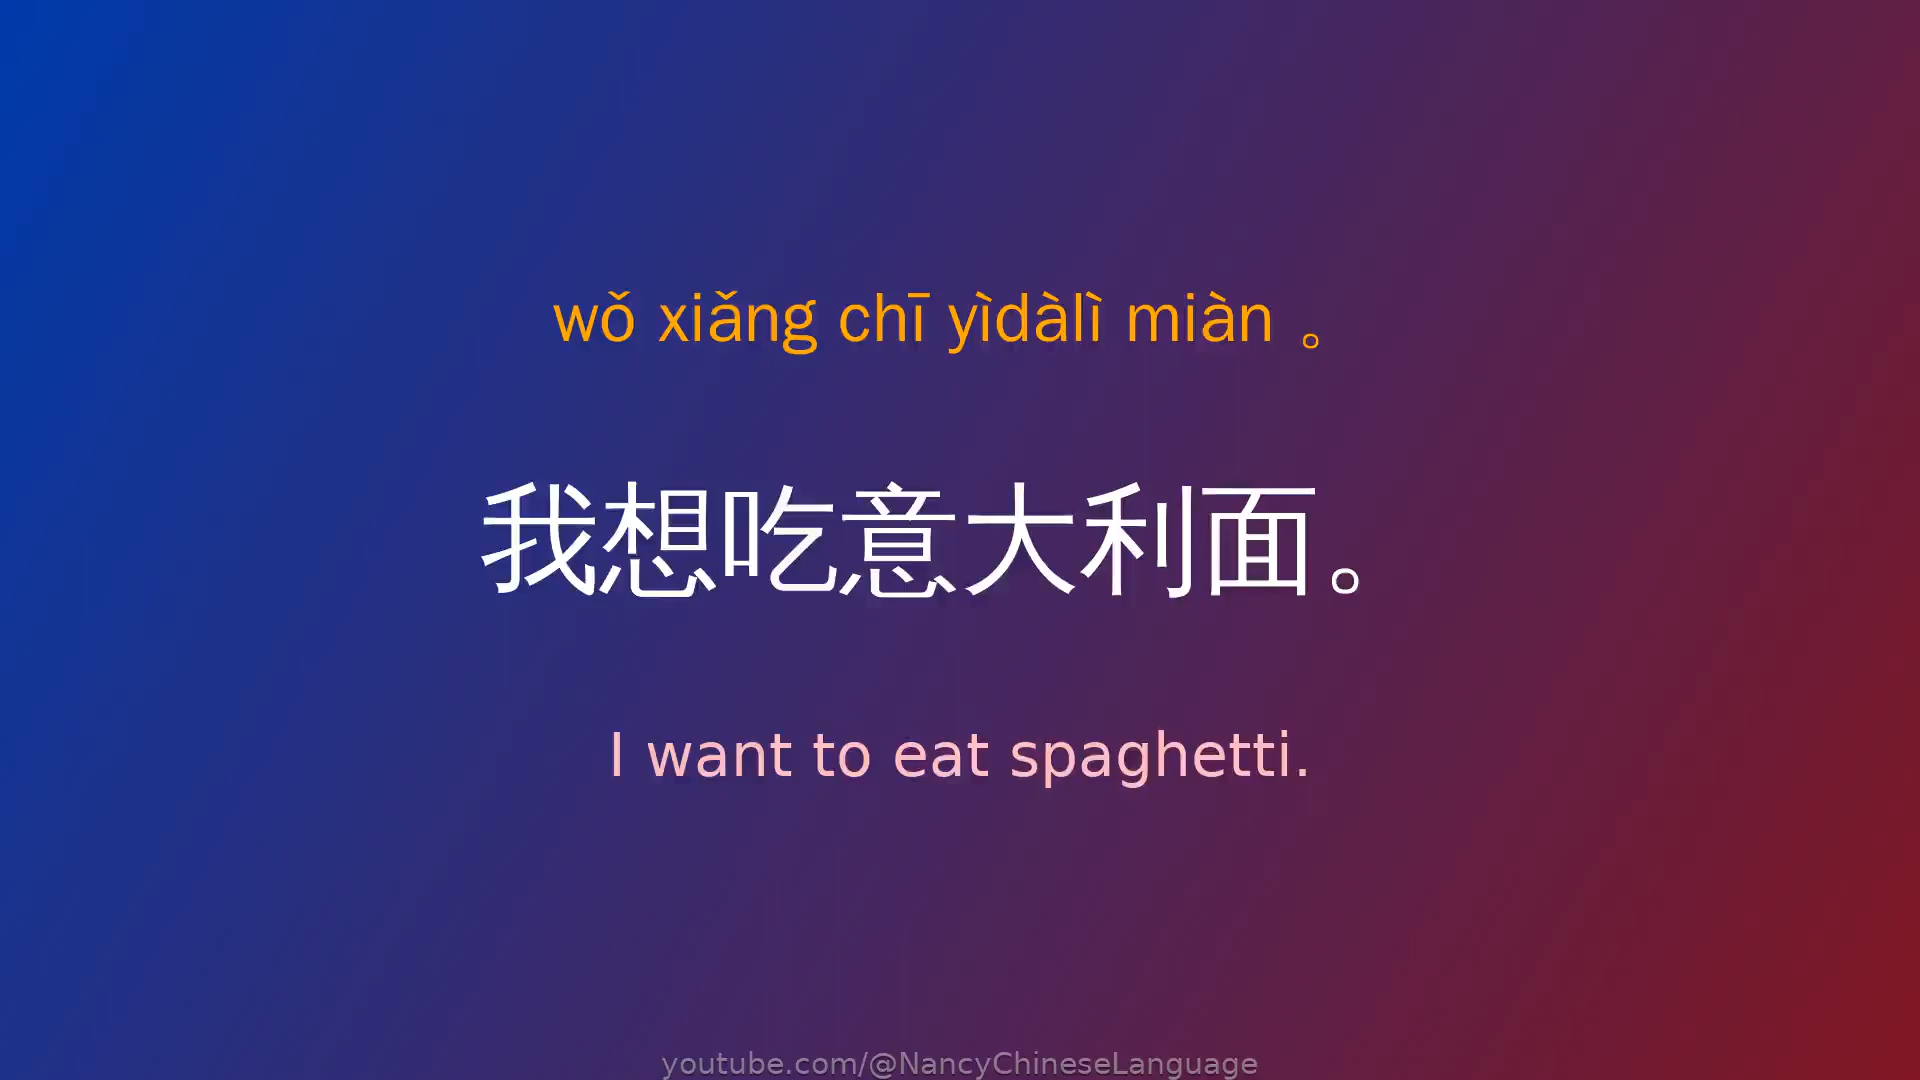 wǒ xiǎng chī yìdàlì miàn 。
我想吃意大利面。
I want to eat spaghetti.
youtube.com/@NancyChineseLanguage